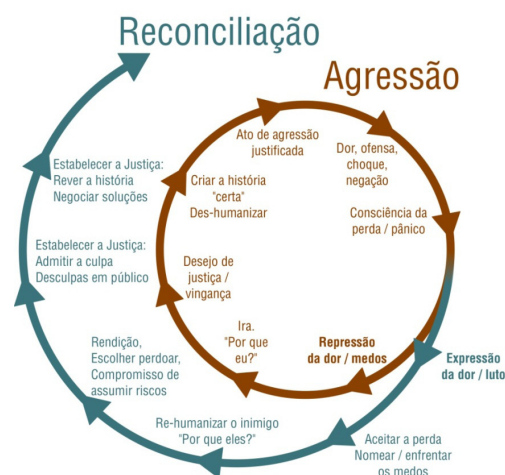 Reconciliação
Agressão
Ato de agressão
justificada
Dor, ofensa,
choque,
negação
Consciência da
perda / pânico
Repressão
da dor / medos
Ira.
"Por que
eu?"
Desejo de
justiça /
vingança
Criar a história
"certa"
Des-humanizar
Expressão
da dor / luto
Aceitar a perda
Nomear / enfrentar
os medos
Re-humanizar o inimigo
"Por que eles?"
Rendição,
Escolher perdoar,
Compromisso de
assumir riscos
Estabelecer a Justiça:
Admitir a culpa
Desculpas em público
Estabelecer a Justiça:
Rever a história
Negociar soluções